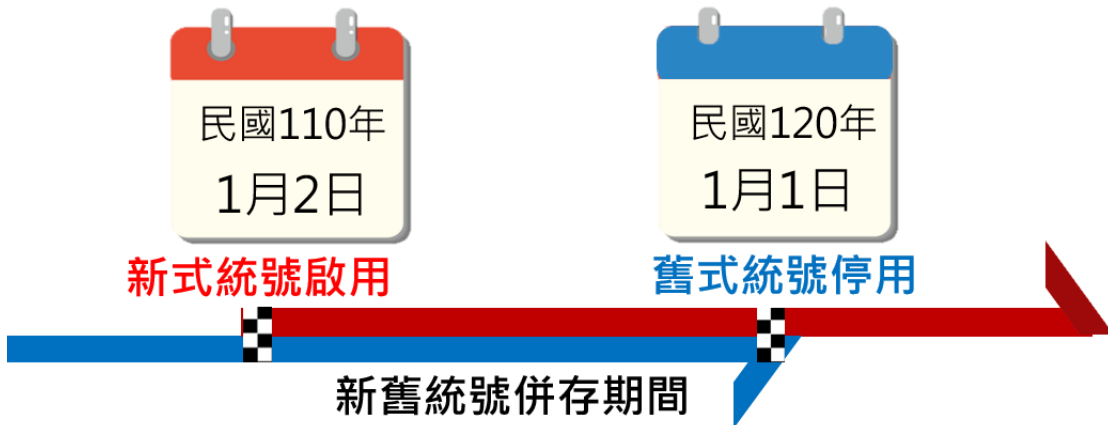 民國110年
1月2日
新式統號啟用
民國120年
1月1日
舊式統號停用
新舊統號併存期間